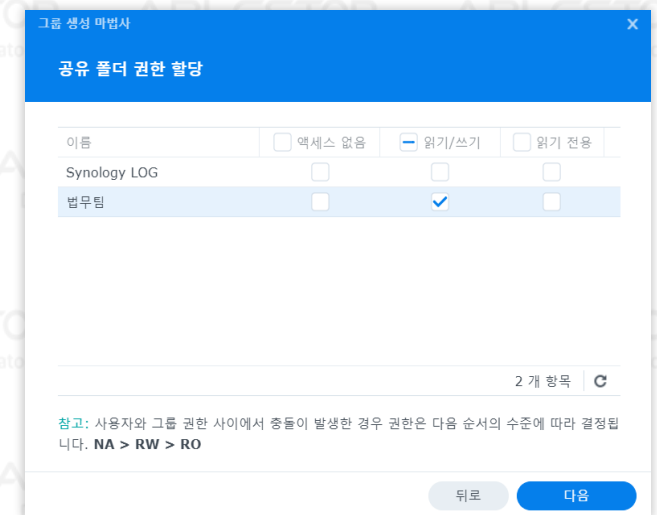 그룹 생성 마법사
공유 폴더 권한 할당
이름 액세스 없음 읽기/쓰기 읽기 전용
Synology LOG
법무팀
2 개 항목
참고: 사용자와 그룹 권한 사이에서 충돌이 발생한 경우 권한은 다음 순서의 수준에 따라 결정됩
니다. NA > RW > RO
뒤로 다음